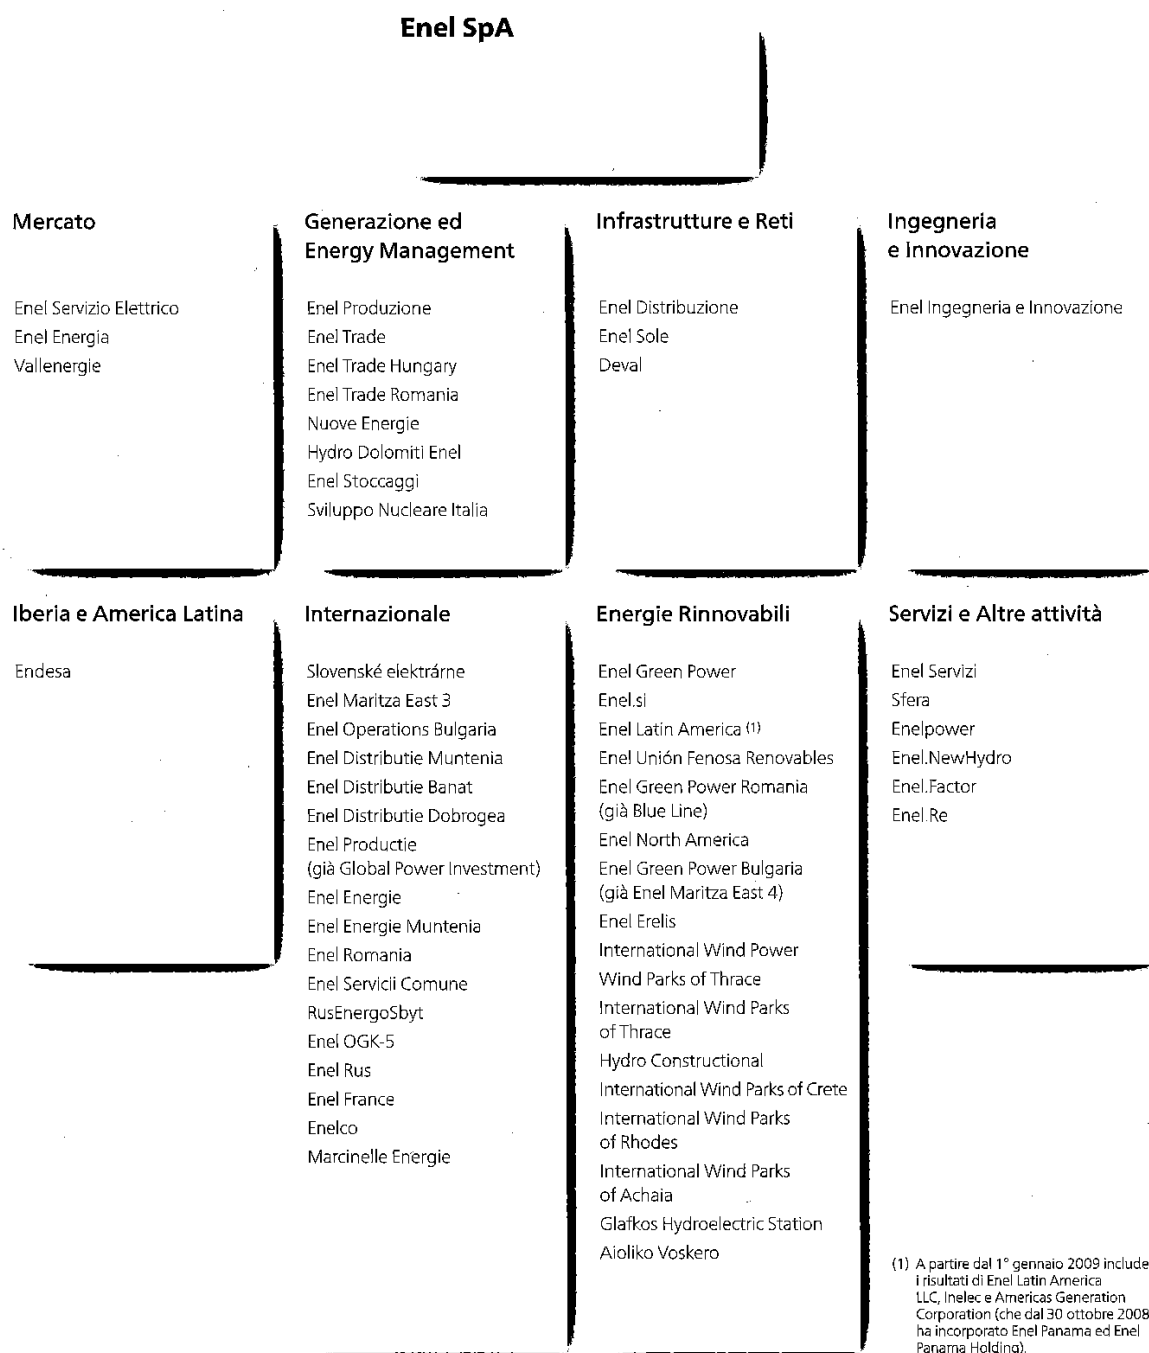 Enel SpA
Mercato
Enel Servizio Elettrico
Enel Energia
Vallenergie
Generazione ed
Energy Management
Enel Produzione
Enel Trade
Enel Trade Hungary
Enel Trade Romania
Nuove Energie
Hydro Dolomiti Enel
Enel Stoccaggi
Sviluppo Nucleare Italia
Infrastrutture e Reti
Enel Distribuzione
Enel Sole
Deval
Ingegneria
e Innovazione
Enel Ingegneria e Innovazione
Iberia e America Latina
Endesa
Internazionale
Slovenské elektrárne
Enel Maritza East 3
Enel Operations Bulgaria
Enel Distributie Muntenia
Enel Distributie Banat
Enel Distributie Dobrogea
Enel Productie
(già Global Power Investment)
Enel Energie
Enel Energie Muntenia
Enel Romania
Enel Servicii Comune
RusEnergoSbyt
Enel OGK-5
Enel Rus
Enel France
Enelco
Marcinelle Energie
Energie Rinnovabili
Enel Green Power
Enel.si
Enel Latin America (1)
Enel Unión Fenosa Renovables
Enel Green Power Romania
(già Blue Line)
Enel North America
Enel Green Power Bulgaria
(già Enel Maritza East 4)
Enel Erelis
International Wind Power
Wind Parks of Thrace
International Wind Parks
of Thrace
Hydro Constructional
International Wind Parks of Crete
International Wind Parks
of Rhodes
International Wind Parks
of Achaia
Glafkos Hydroelectric Station
Aioliko Voskero
Servizi e Altre attività
Enel Servizi
Sfera
Enelpower
Enel.NewHydro
Enel.Factor
Enel.Re
(1) A partire dal 1° gennaio 2009 include
i risultati di Enel Latin America
LLC, Inelec e Americas Generation
Corporation (che dal 30 ottobre 2008
ha incorporato Enel Panama ed Enel
Panama Holding).